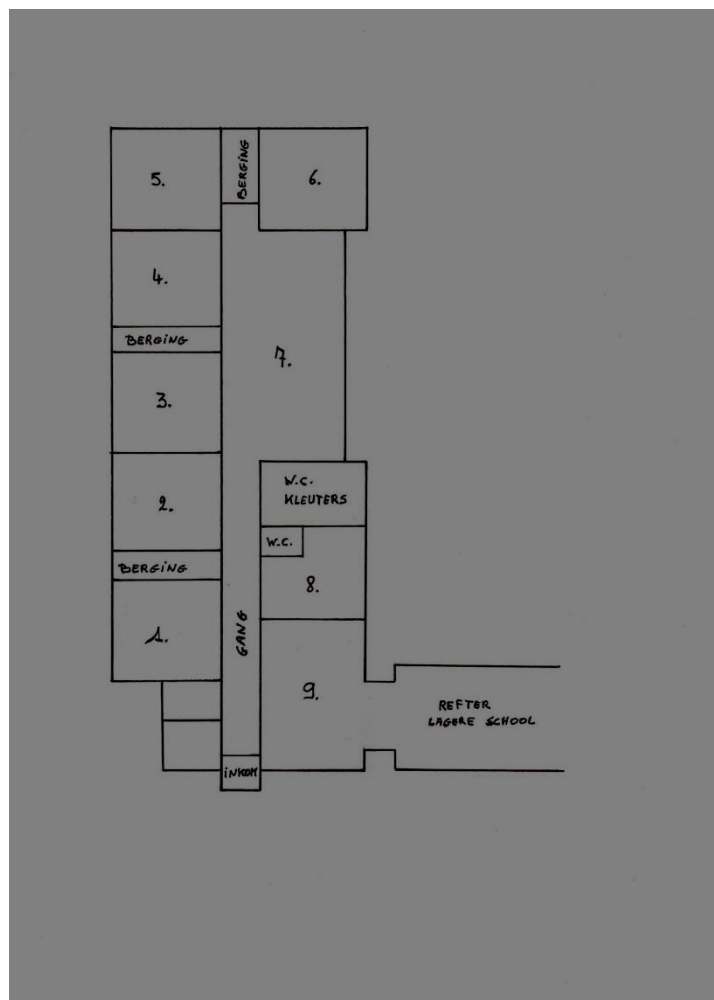 5.
BERGING
6.
4.
BERGING
7.
3.
W.C.
KLEUTERS
2.
W.C.
BERGING
8.
GANG
1.
9.
REFTER
LAGERE SCHOOL
INKOM